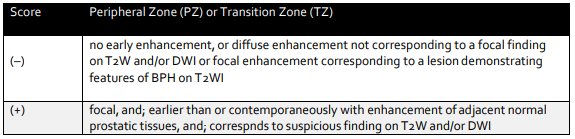 Score Peripheral Zone (PZ) or Transition Zone (TZ)
no early enhancement, or diffuse enhancement not corresponding to a focal finding
(–) on T2W and/or DWI or focal enhancement corresponding to a lesion demonstrating
features of BPH on T2WI
(+) focal, and; earlier than or contemporaneously with enhancement of adjacent normal
prostatic tissues, and; correspnds to suspicious finding on T2W and/or DWI